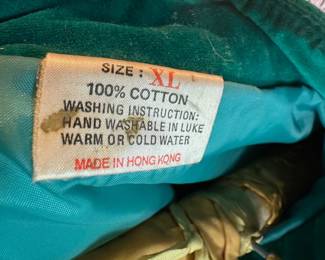 SIZE : XL
100% COTTON
WASHING INSTRUCTION:
HAND WASHABLE IN LUKE
WARM OR COLD WATER
MADE IN HONG KONG